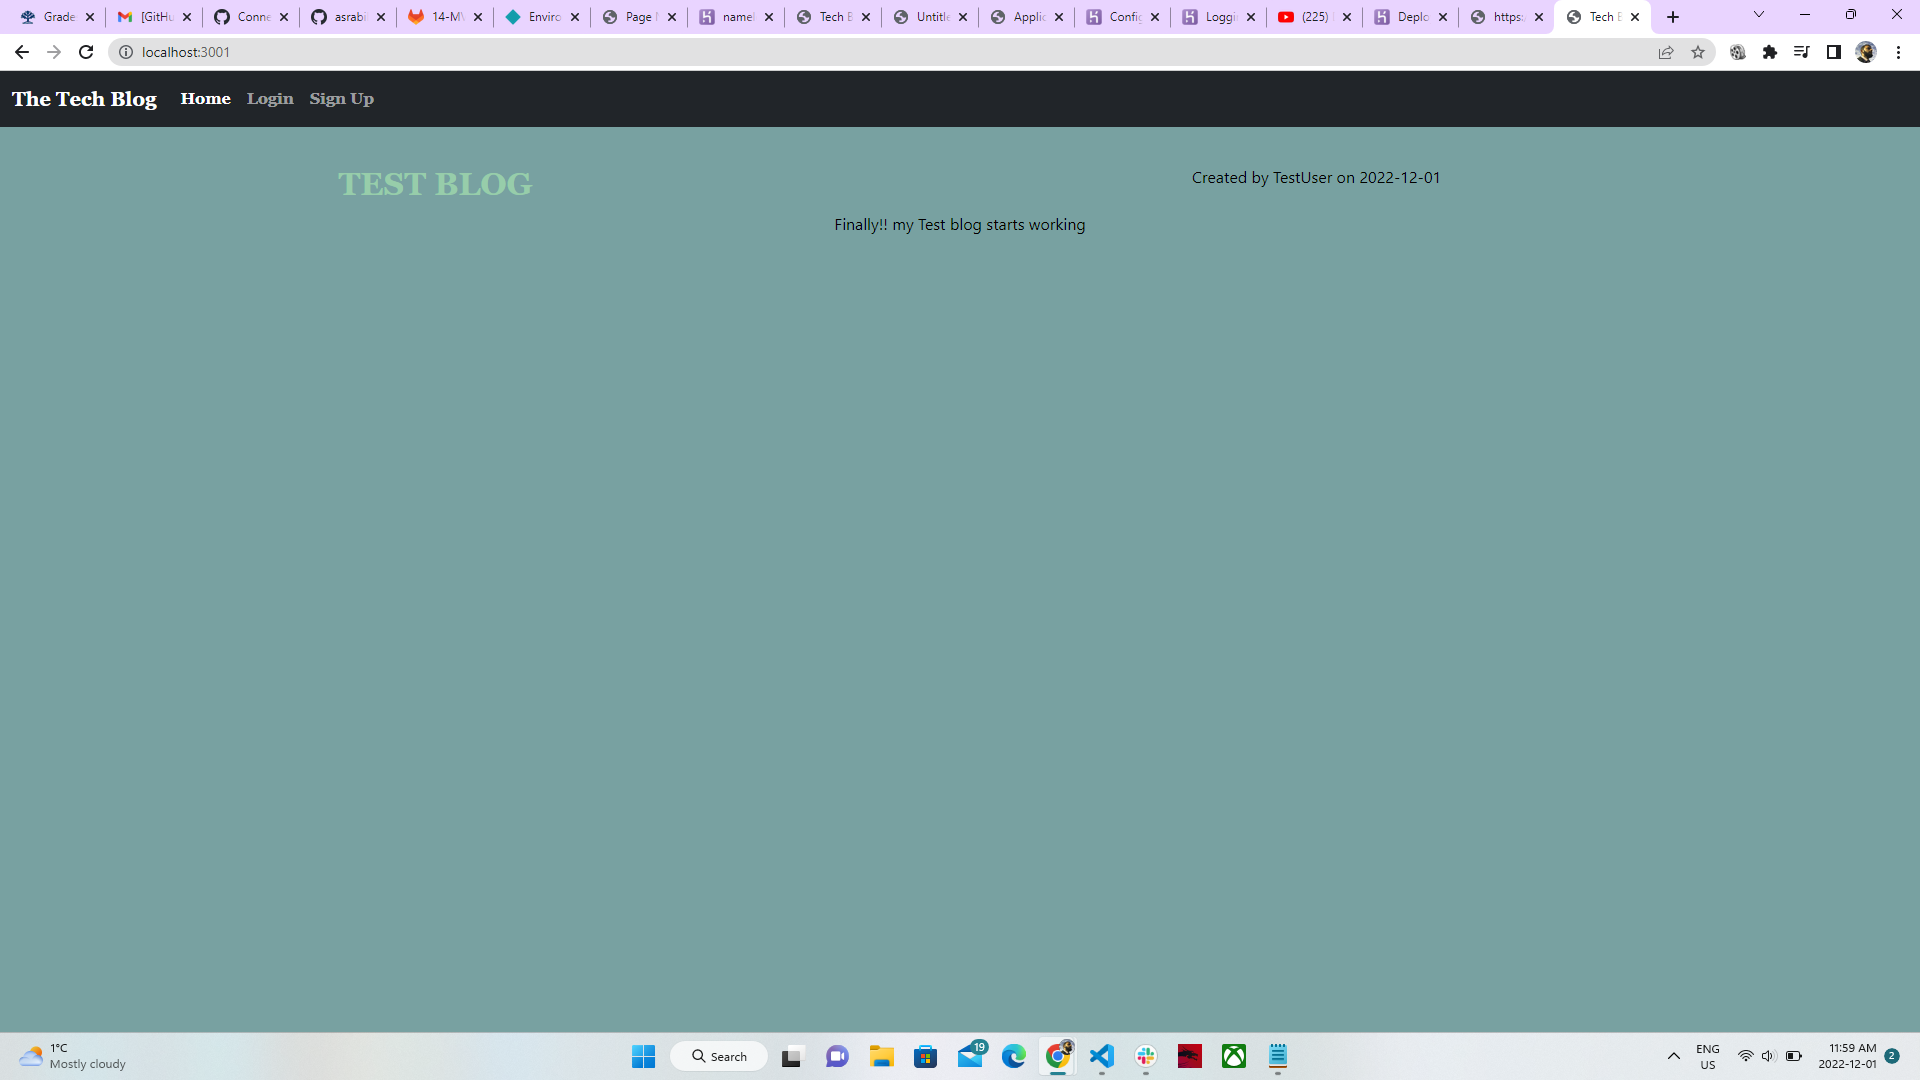 Grade [GitHu Conne asrabi 14-MV Enviro Page N namel Tech B Untitle Applic Config Loggin (225) Deplo https: Tech B
localhost:3001
The Tech Blog Home Login Sign Up
TEST BLOG
Created by TestUser on 2022-12-01
Finally!! my Test blog starts working
1°C
Mostly cloudy
Search
19
ENG
US
11:59 AM
2022-12-01
2